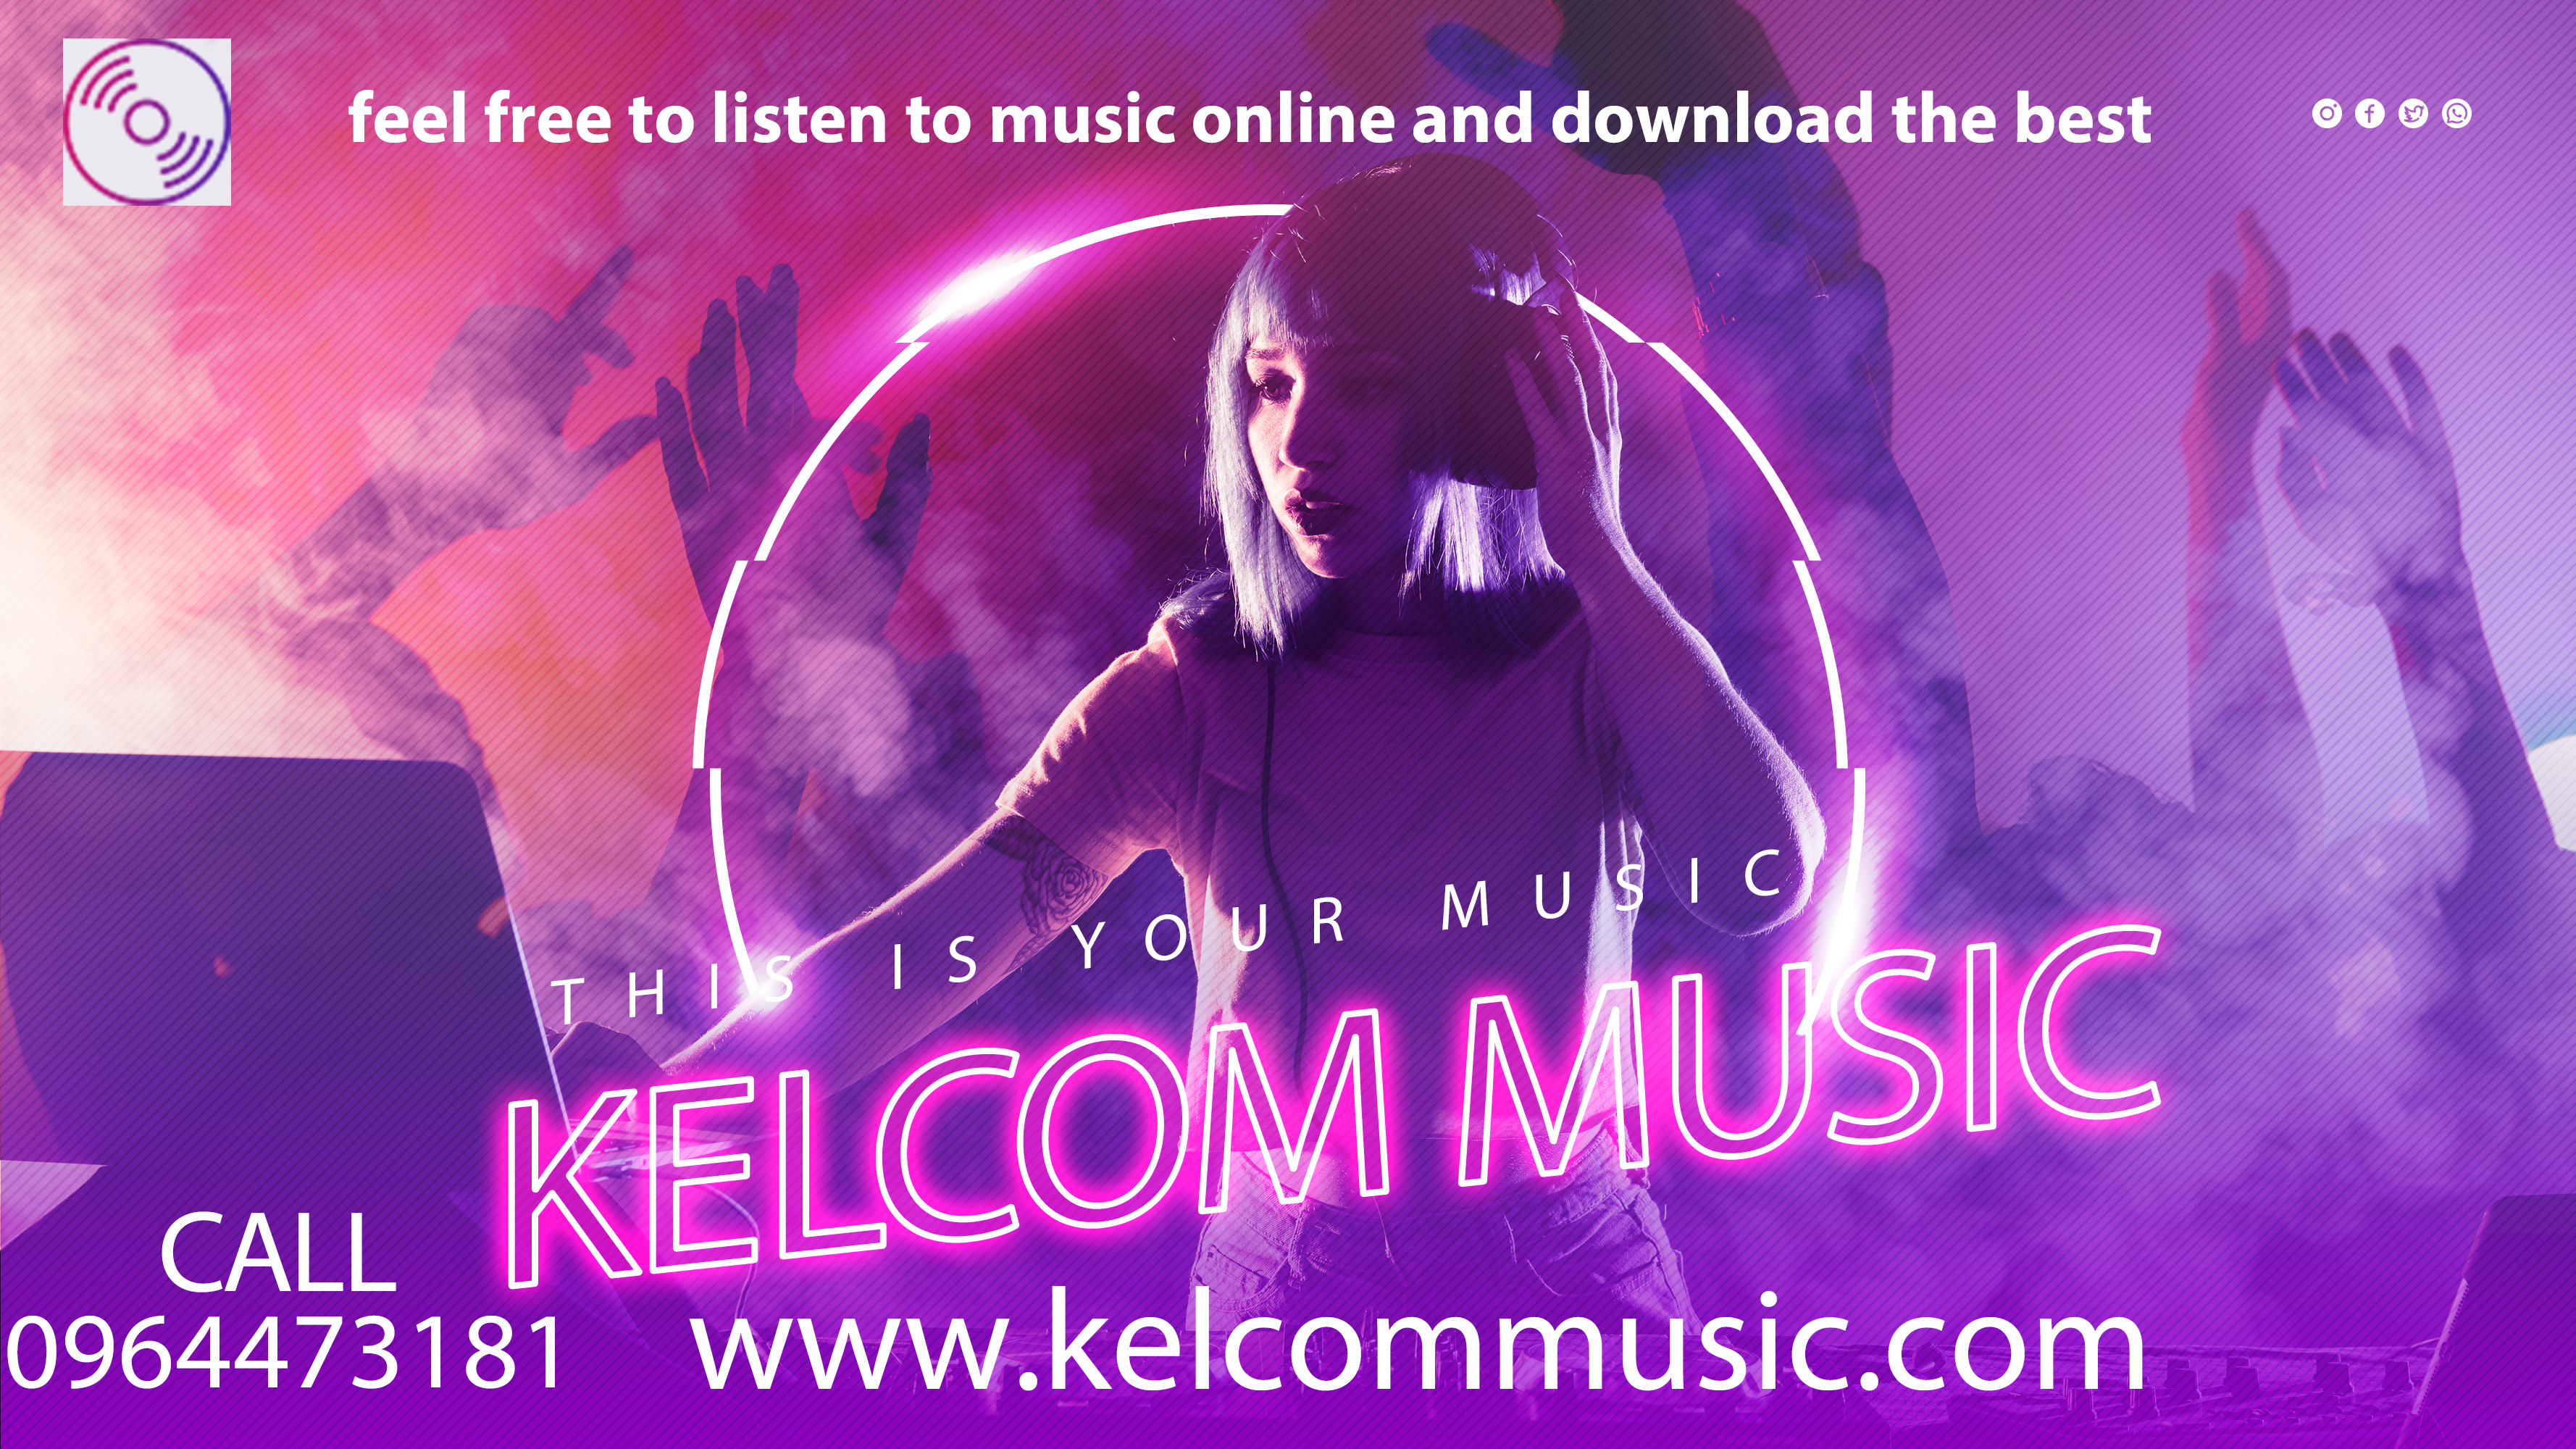 feel free to listen to music online and download the best
THIS IS YOUR MUSIC
KELCOM MUSIC
CALL
0964473181
www.kelcommusic.com